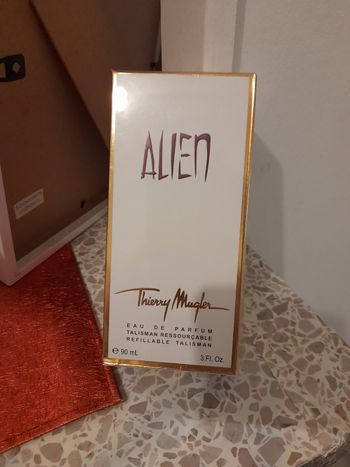 ALIEN
Thierry Mugler
EAU DE PARFUM
TALISMAN RESSOURÇABLE
REFILLABLE TALISMAN
℮ 90 mL 3.Fl. Oz.